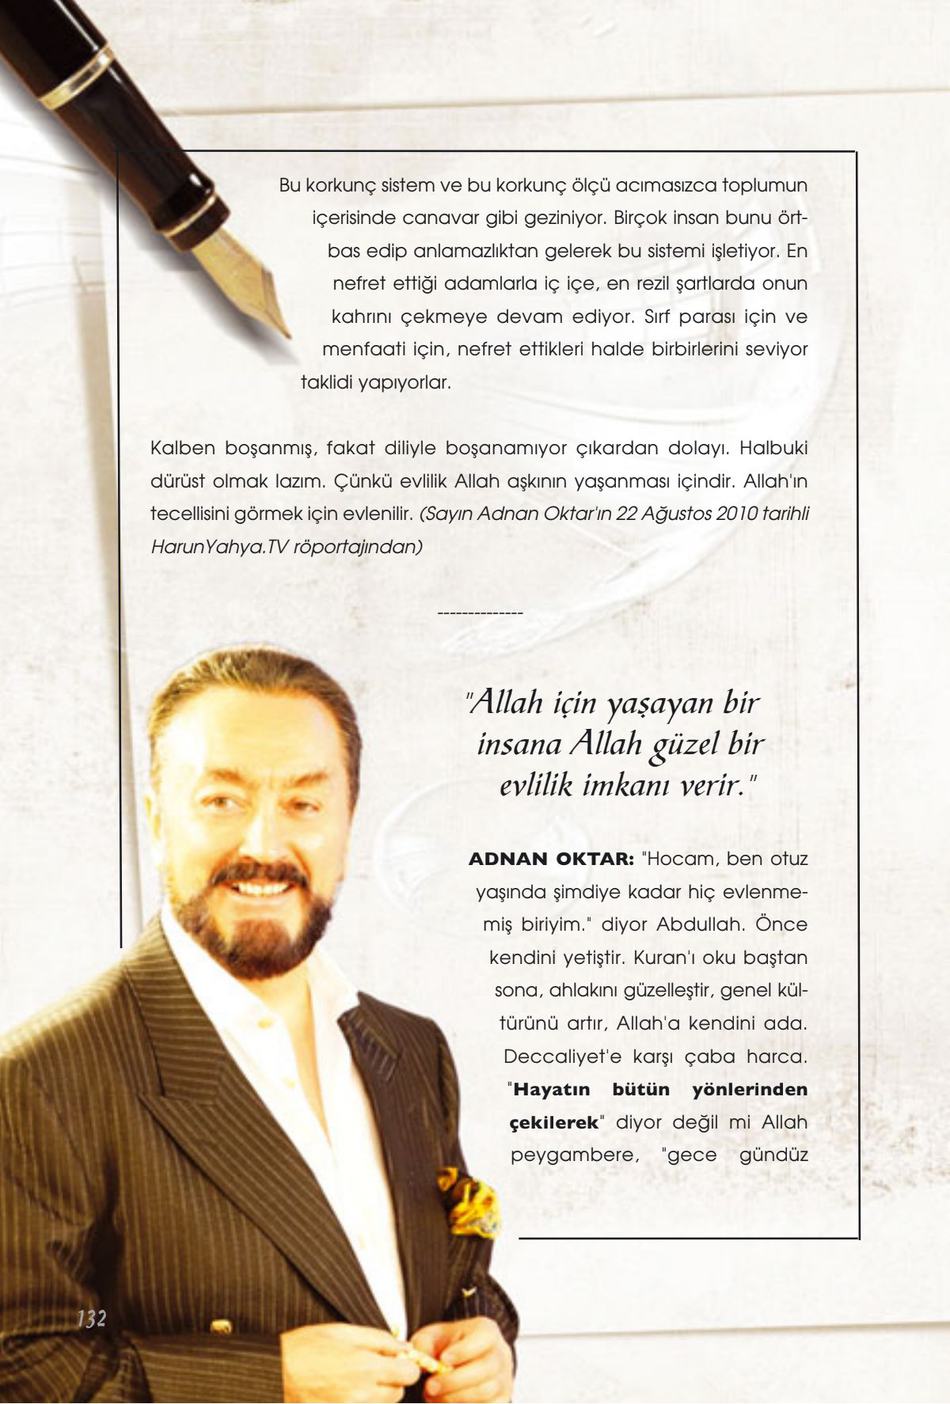 Bu korkunç sistem ve bu korkunç ölçü acımasızca toplumun
içerisinde canavar gibi geziniyor. Birçok insan bunu ört-
bas edip anlamazlıktan gelerek bu sistemi işletiyor. En
nefret ettiği adamlarla iç içe, en rezil şartlarda onun
kahrını çekmeye devam ediyor. Sırf parası için ve
menfaati için, nefret ettikleri halde birbirlerini seviyor
taklidi yapıyorlar.
Kalben boşanmış, fakat diliyle boşanamıyor çıkardan dolayı. Halbuki
dürüst olmak lazım. Çünkü evlilik Allah aşkının yaşanması içindir. Allah'ın
tecellisini görmek için evlenilir. (Sayın Adnan Oktar'ın 22 Ağustos 2010 tarihli
HarunYahya.TV röportajından)
--------------
"Allah için yaşayan bir
insana Allah güzel bir
evlilik imkanı verir."
ADNAN OKTAR: "Hocam, ben otuz
yaşında şimdiye kadar hiç evlenme-
miş biriyim." diyor Abdullah. Önce
kendini yetiştir. Kuran'ı oku baştan
sona, ahlakını güzelleştir, genel kül-
türünü artır, Allah'a kendini ada.
Deccaliyet'e karşı çaba harca.
"Hayatın bütün yönlerinden
çekilerek" diyor değil mi Allah
peygambere, "gece gündüz
132